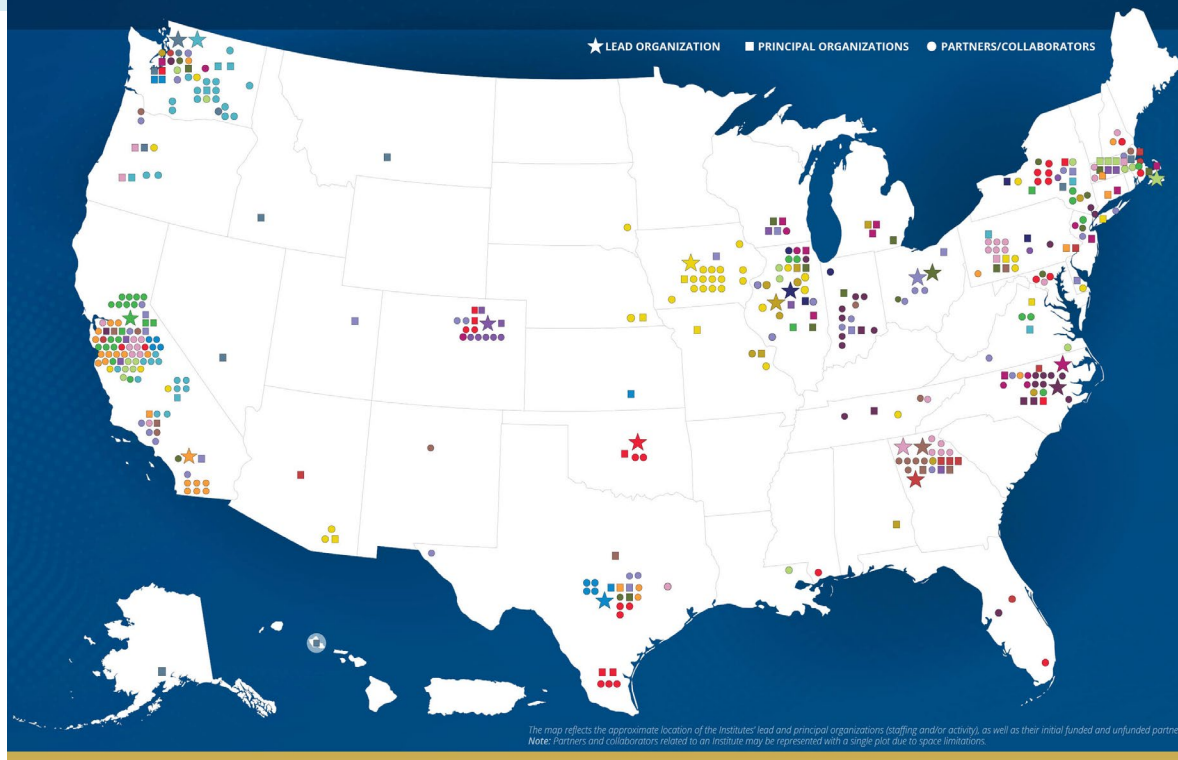 LEAD ORGANIZATION
PRINCIPAL ORGANIZATIONS
PARTNERS/COLLABORATORS
The map reflects the approximate location of the Institutes' lead and principal organizations (staffing and/or activity), as well as their initial funded and unfunded partne
Note: Partners and collaborators related to an Institute may be represented with a single plot due to space limitations.